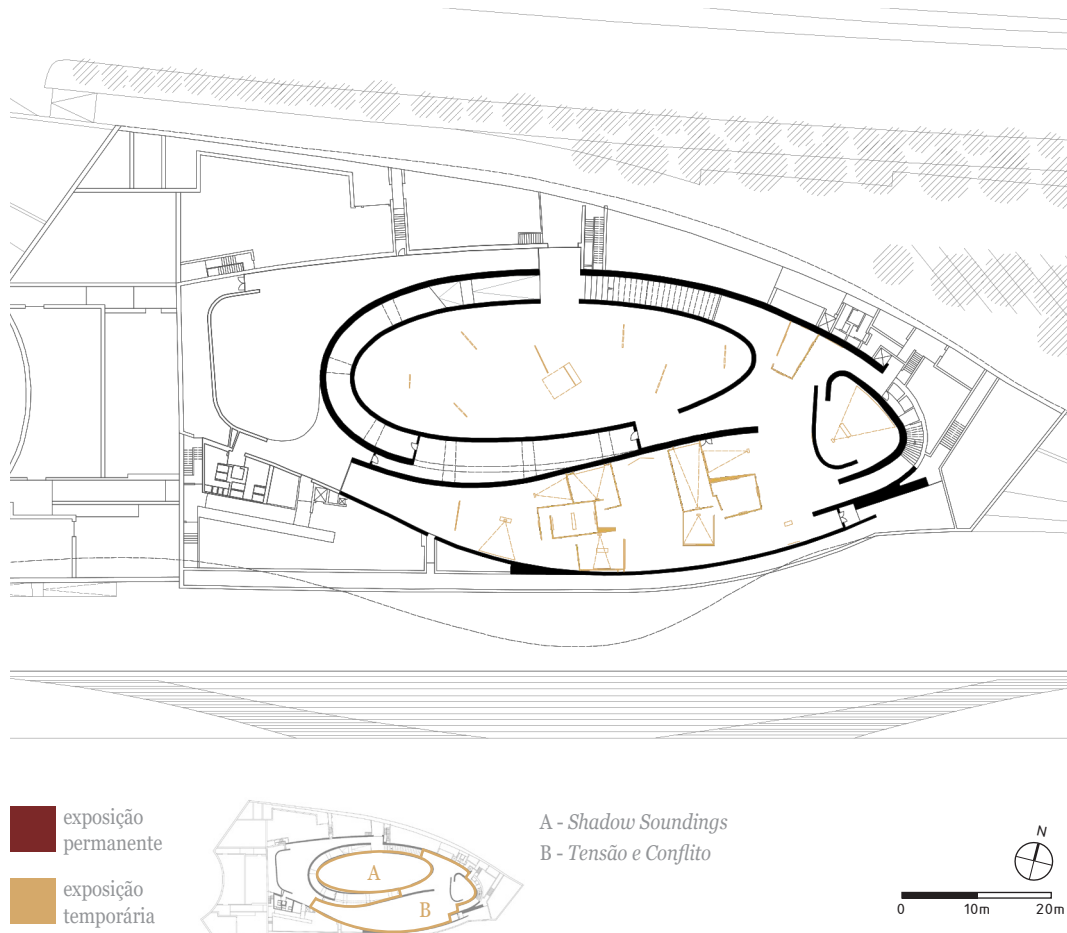 exposição
permanente
exposição
temporária
A
B
A - Shadow Soundings
B - Tensão e Conflito
N
0 10m 20m